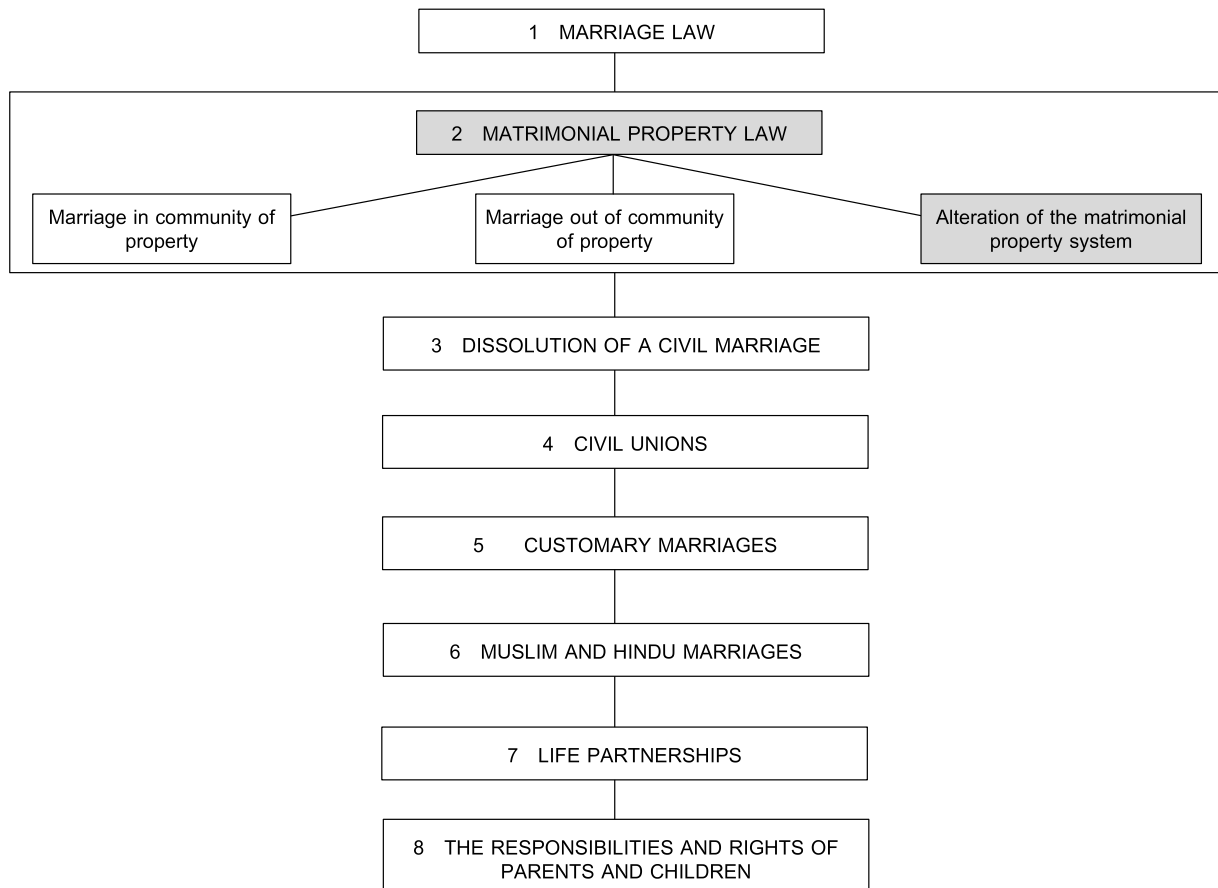 1 MARRIAGE LAW
2 MATRIMONIAL PROPERTY LAW
Marriage in community of
property
Marriage out of community
of property
Alteration of the matrimonial
property system
3 DISSOLUTION OF A CIVIL MARRIAGE
4 CIVIL UNIONS
5 CUSTOMARY MARRIAGES
6 MUSLIM AND HINDU MARRIAGES
7 LIFE PARTNERSHIPS
8 THE RESPONSIBILITIES AND RIGHTS OF
PARENTS AND CHILDREN